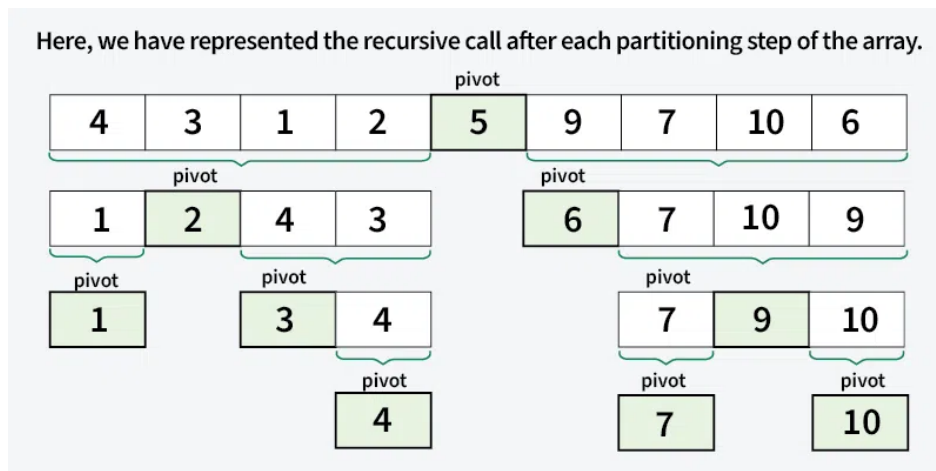 Here, we have represented the recursive call after each partitioning step of the array.
pivot
4 3 1 2 5 9 7 10 6
pivot pivot
1 2 4 3 6 7 10 9
pivot pivot pivot
1 3 4 7 9 10
pivot pivot pivot
4 7 10